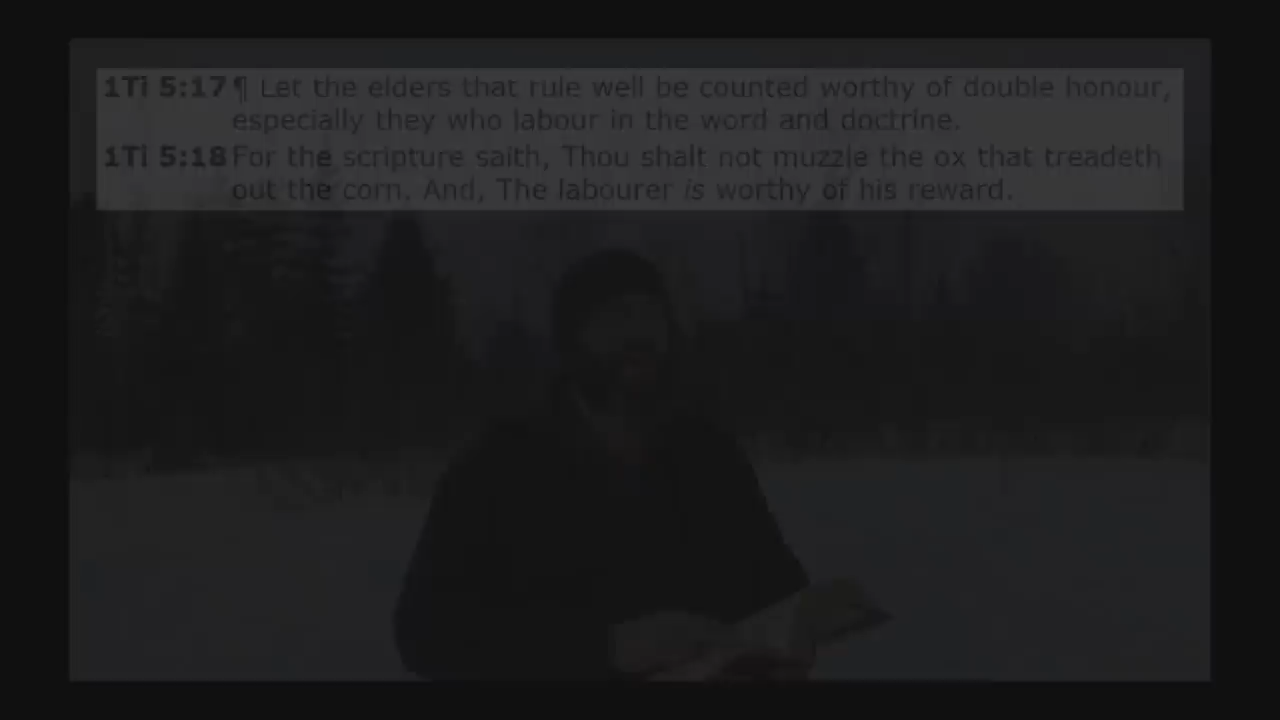 1Ti 5:17¶ Let the elders that rule well be counted worthy of double honour,
especially they who labour in the word and doctrine.
1Ti 5:18 For the scripture saith, Thou shalt not muzzle the ox that treadeth
out the corn. And, The labourer is worthy of his reward.